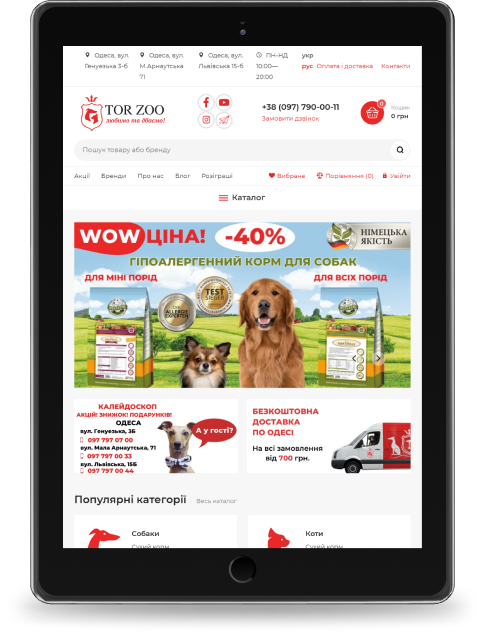 Одеса, вул. Генуезька 3-б
Одеса, вул. М.Арнаутська 71
Одеса, вул. Львівська 15-б
ПН-НД 10:00—20:00
укр
рус
Оплата і доставка
Контакти
TOR ZOO
любимо та дбаємо!
+38 (097) 790-00-11
Замовити дзвінок
0
Кошик
0 грн
Пошук товару або бренду
Акції Бренди Про нас Блог Розіграші
Вибране Порівняння (0) Увійти
Каталог
WOW ЦІНА! -40%
НІМЕЦЬКА
ЯКІСТЬ
ГІПОАЛЕРГЕННИЙ КОРМ ДЛЯ СОБАК
ДЛЯ МІНІ ПОРІД
ДЛЯ ВСІХ ПОРІД
TEST
SIEGER
ALLERGIE
EXPERTEN
КАЛЕЙДОСКОП
АКЦІЙ! ЗНИЖОК! ПОДАРУНКІВ!
ОДЕСА
вул. Генуезька, 3Б
097 797 07 00
вул. Мала Арнаутська, 71
097 797 00 33
вул. Львівська, 15Б
097 797 00 44
А у гості?
БЕЗКОШТОВНА
ДОСТАВКА
ПО ОДЕСІ
На всі замовлення
від 700 грн.
Популярні категорії
Весь каталог
Собаки
Сухий корм
Коти
Сухий корм